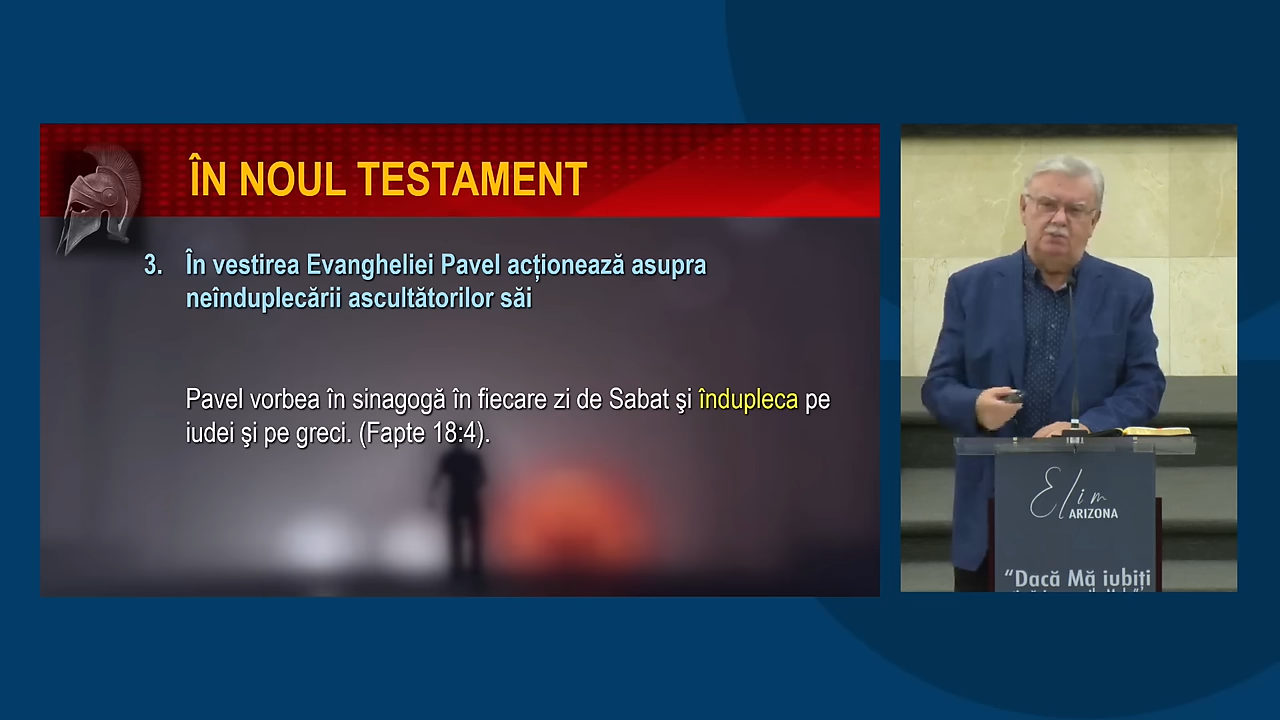 ÎN NOUL TESTAMENT
3. În vestirea Evangheliei Pavel acționează asupra
neînduplecării ascultătorilor săi
Pavel vorbea în sinagogă în fiecare zi de Sabat şi îndupleca pe
iudei şi pe greci. (Fapte 18:4).
Elim
ARIZONA
“Dacă Mă iubiți